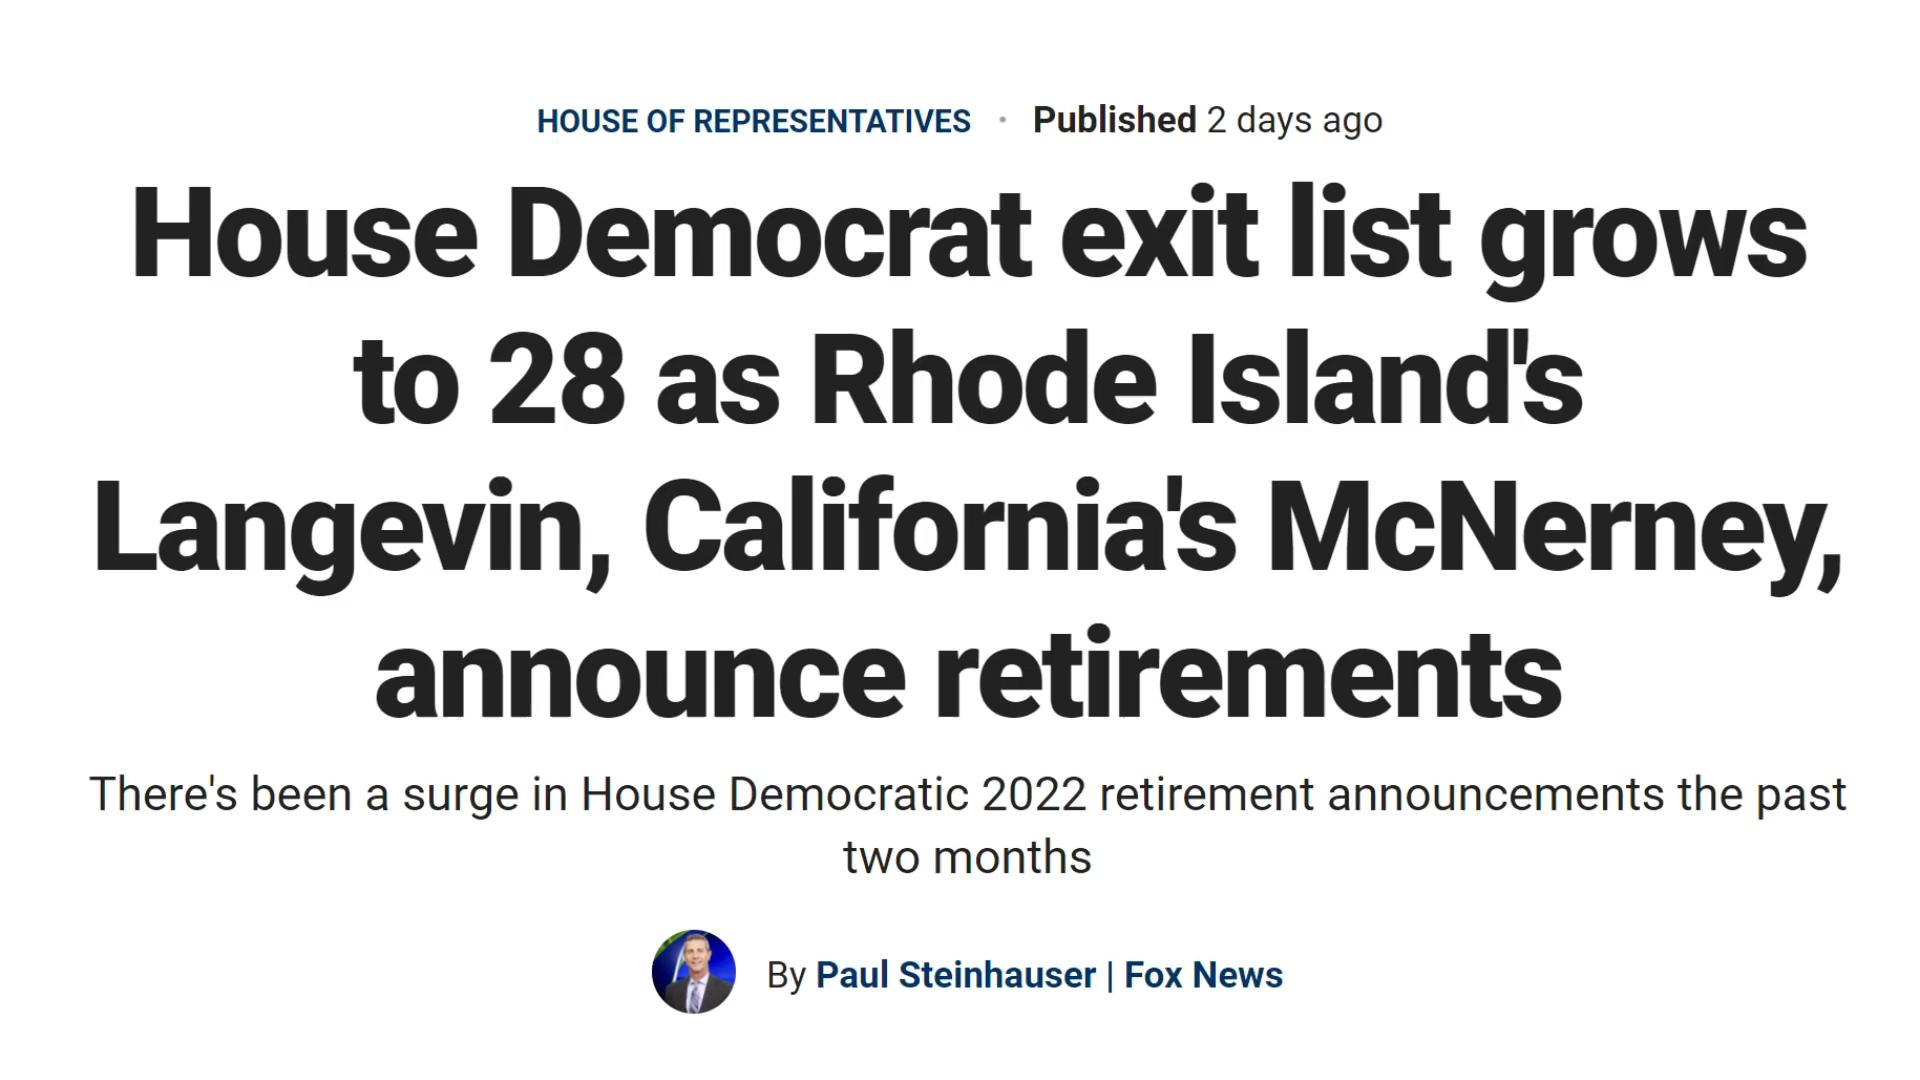 HOUSE OF REPRESENTATIVES · Published 2 days ago
House Democrat exit list grows
to 28 as Rhode Island's
Langevin, California's McNerney,
announce retirements
There's been a surge in House Democratic 2022 retirement announcements the past
two months
By Paul Steinhauser | Fox News